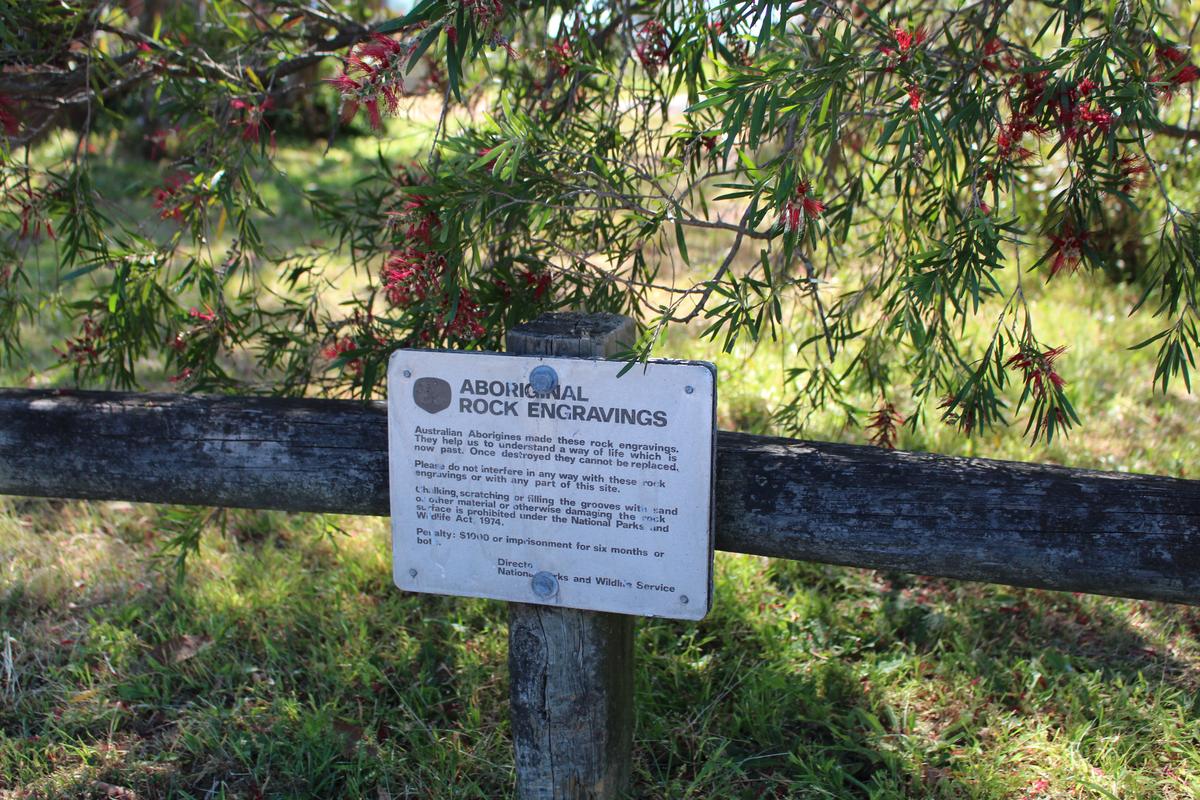 ABORIGINAL
ROCK ENGRAVINGS
Australian Aborigines made these rock engravings.
They help us to understand a way of life which is
now past. Once destroyed they cannot be replaced.
Please do not interfere in any way with these rock
engravings or with any part of this site.
Chalking, scratching or filling the grooves with sand
or other material or otherwise damaging the rock
surface is prohibited under the National Parks and
Wildlife Act, 1974.
Penalty: $1000 or imprisonment for six months or
both.
Director
National Parks and Wildlife Service